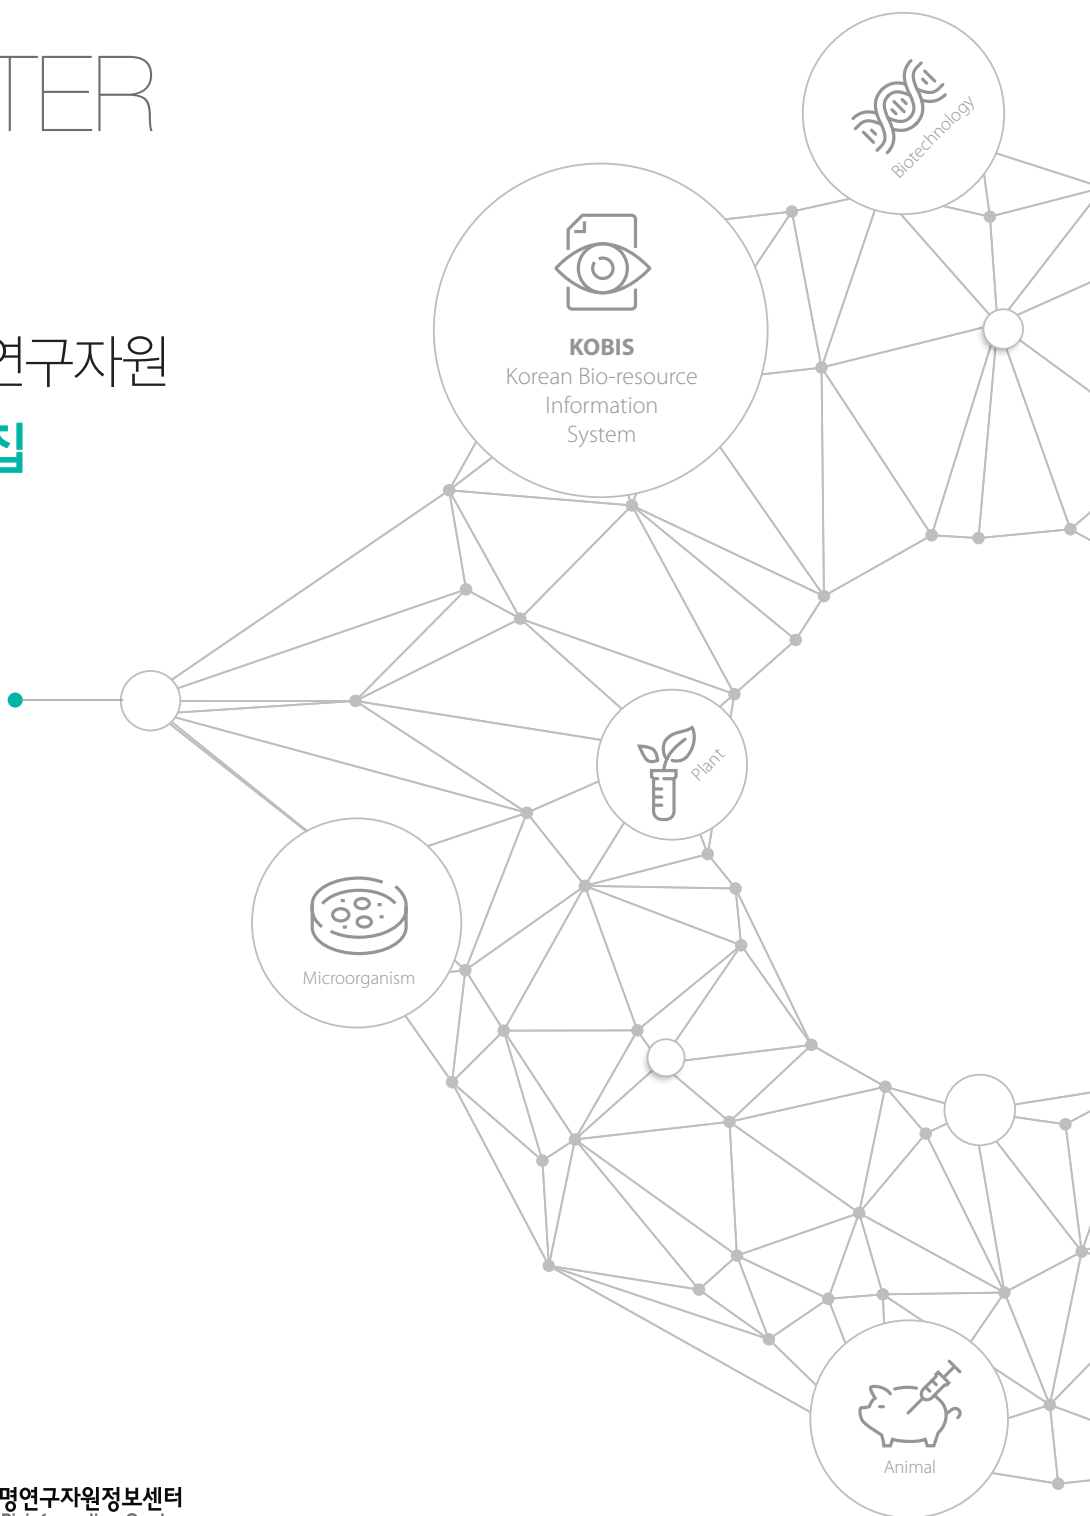 TER
연구자원
집
Biotechnology
KOBIS
Korean Bio-resource
Information
System
Plant
Microorganism
Animal
명연구자원정보센터